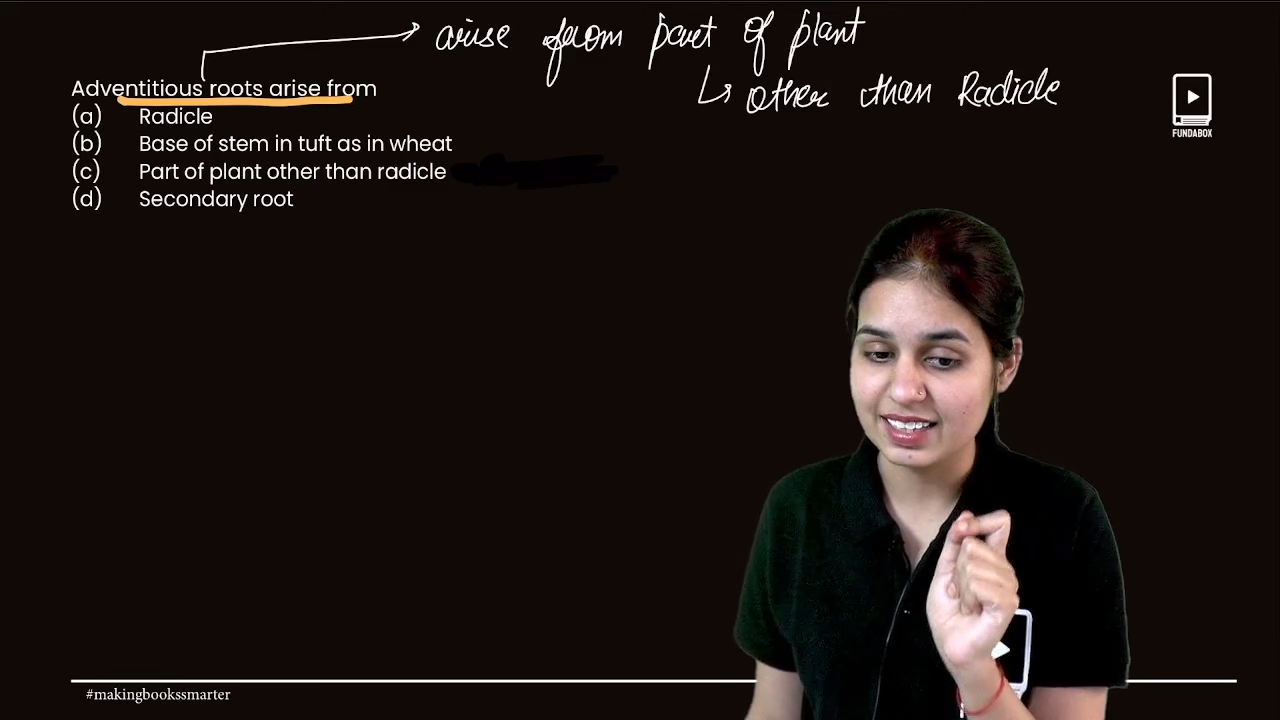 arise from part of plant
Adventitious roots arise from
↳ other than Radicle
(a) Radicle
(b) Base of stem in tuft as in wheat
(c) Part of plant other than radicle
(d) Secondary root
FUNDABOX
#makingbookssmarter